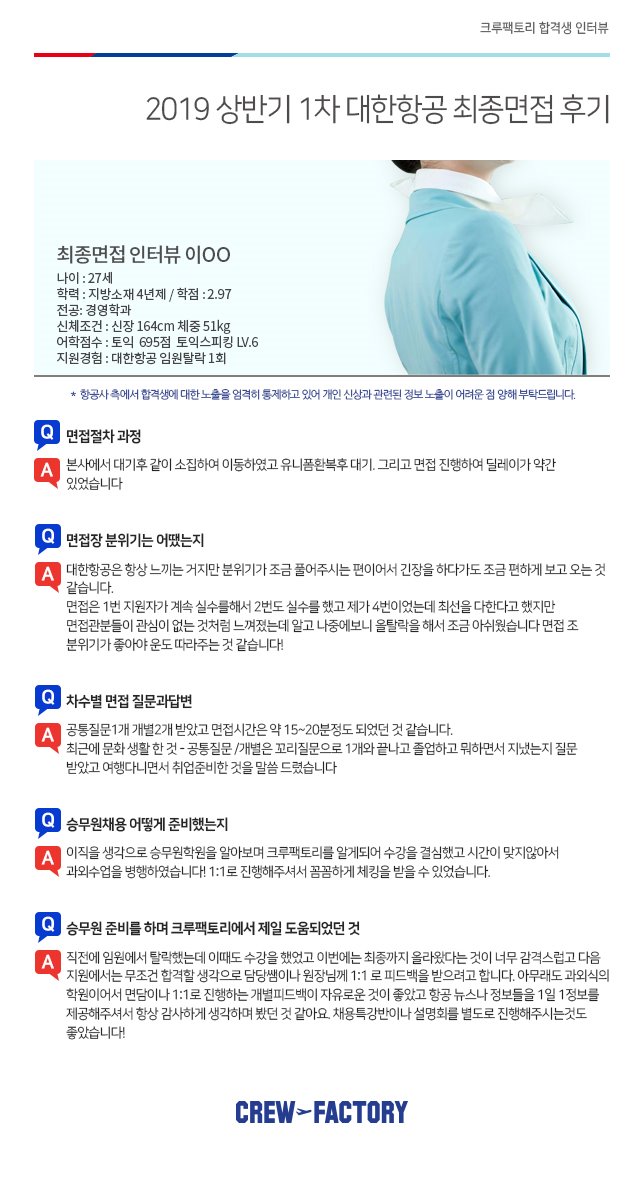 크루팩토리 합격생 인터뷰
2019 상반기 1차 대한항공 최종면접 후기
최종면접 인터뷰 이OO
나이 : 27세
학력 : 지방소재 4년제 / 학점 : 2.97
전공: 경영학과
신체조건 : 신장 164cm 체중 51kg
어학점수 : 토익 695점 토익스피킹 LV.6
지원경험 : 대한항공 임원탈락 1회
* 항공사 측에서 합격생에 대한 노출을 엄격히 통제하고 있어 개인 신상과 관련된 정보 노출이 어려운 점 양해 부탁드립니다.
Q 면접절차 과정
A 본사에서 대기후 같이 소집하여 이동하였고 유니폼환복후 대기. 그리고 면접 진행하여 딜레이가 약간
있었습니다
Q 면접장 분위기는 어땠는지
A 대한항공은 항상 느끼는 거지만 분위기가 조금 풀어주시는 편이어서 긴장을 하다가도 조금 편하게 보고 오는 것
같습니다.
면접은 1번 지원자가 계속 실수를해서 2번도 실수를 했고 제가 4번이었는데 최선을 다한다고 했지만
면접관분들이 관심이 없는 것처럼 느껴졌는데 알고 나중에보니 올탈락을 해서 조금 아쉬웠습니다 면접 조
분위기가 좋아야 운도 따라주는 것 같습니다!
Q 차수별 면접 질문과답변
A 공통질문1개 개별2개 받았고 면접시간은 약 15~20분정도 되었던 것 같습니다.
최근에 문화 생활 한 것 - 공통질문 /개별은 꼬리질문으로 1개와 끝나고 졸업하고 뭐하면서 지냈는지 질문
받았고 여행다니면서 취업준비한 것을 말씀 드렸습니다
Q 승무원채용 어떻게 준비했는지
A 이직을 생각으로 승무원학원을 알아보며 크루팩토리를 알게되어 수강을 결심했고 시간이 맞지않아서
과외수업을 병행하였습니다! 1:1로 진행해주셔서 꼼꼼하게 체킹을 받을 수 있었습니다.
Q 승무원 준비를 하며 크루팩토리에서 제일 도움되었던 것
A 직전에 임원에서 탈락했는데 이때도 수강을 했었고 이번에는 최종까지 올라왔다는 것이 너무 감격스럽고 다음
지원에서는 무조건 합격할 생각으로 담당쌤이나 원장님께 1:1 로 피드백을 받으려고 합니다. 아무래도 과외식의
학원이어서 면담이나 1:1로 진행하는 개별피드백이 자유로운 것이 좋았고 항공 뉴스나 정보들을 1일 1정보를
제공해주셔서 항상 감사하게 생각하며 봤던 것 같아요. 채용특강반이나 설명회를 별도로 진행해주시는것도
좋았습니다!
CREW FACTORY